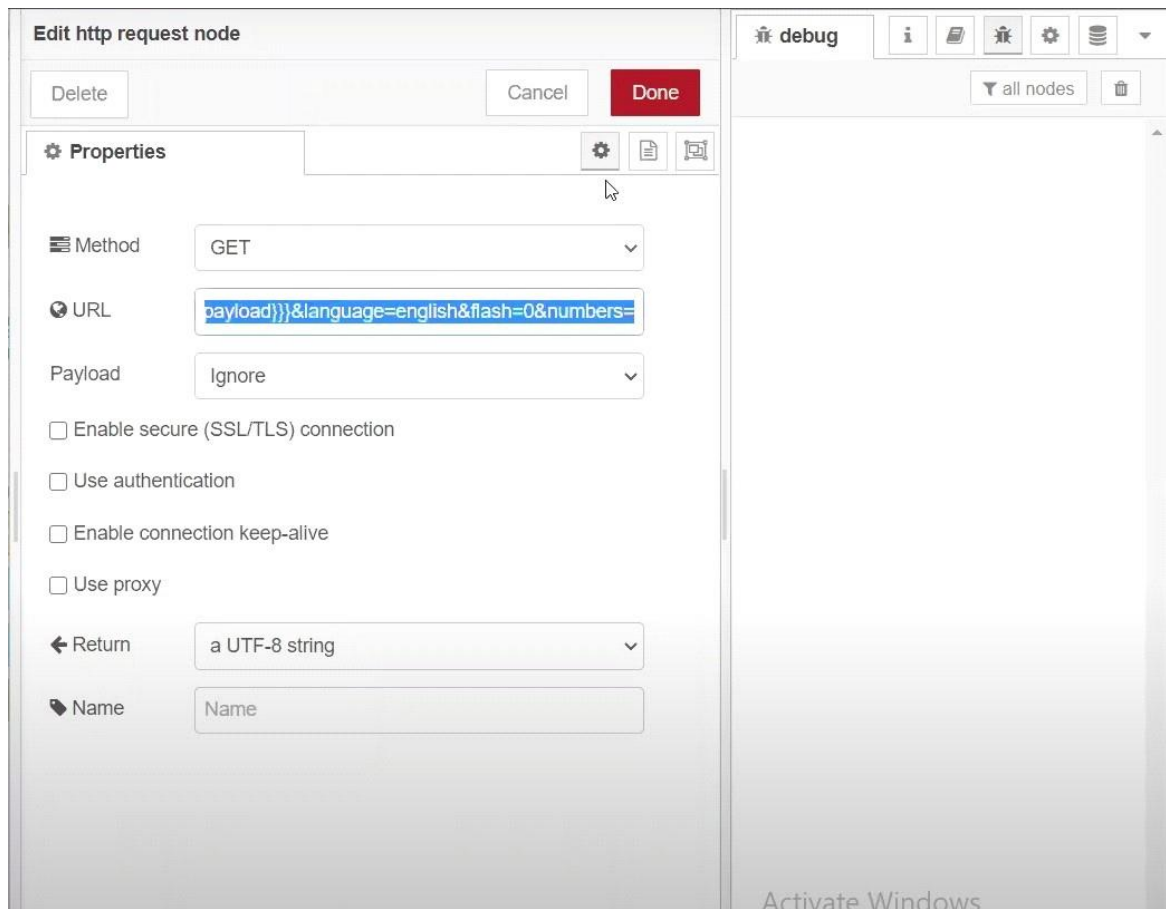 Edit http request node
debug
Delete
Cancel
Done
all nodes
Properties
Method
GET
URL
payload}}}&language=english&flash=0&numbers=
Payload
Ignore
Enable secure (SSL/TLS) connection
Use authentication
Enable connection keep-alive
Use proxy
Return
a UTF-8 string
Name
Name
Activate Windows